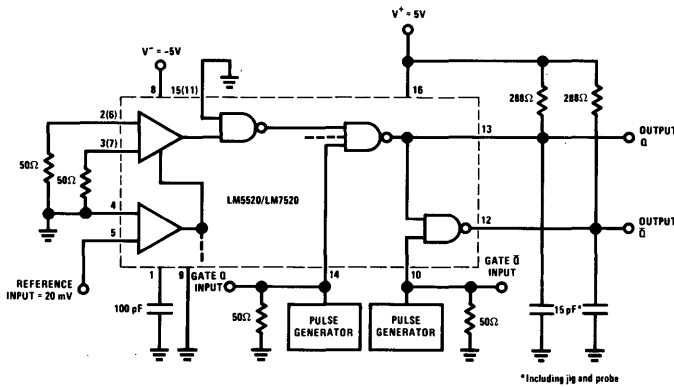 V⁺ = 5V
V⁻ = -5V
8
15(11)
16
288Ω
288Ω
2(6)
3(7)
13
OUTPUT
Q
50Ω
50Ω
LM5520/LM7520
4
5
12
OUTPUT
Q̅
REFERENCE
INPUT = 20 mV
1
9
GATE Q
INPUT
14
10
GATE Q̅
INPUT
100 pF
50Ω
PULSE
GENERATOR
PULSE
GENERATOR
50Ω
15 pF*
*Including jig and probe